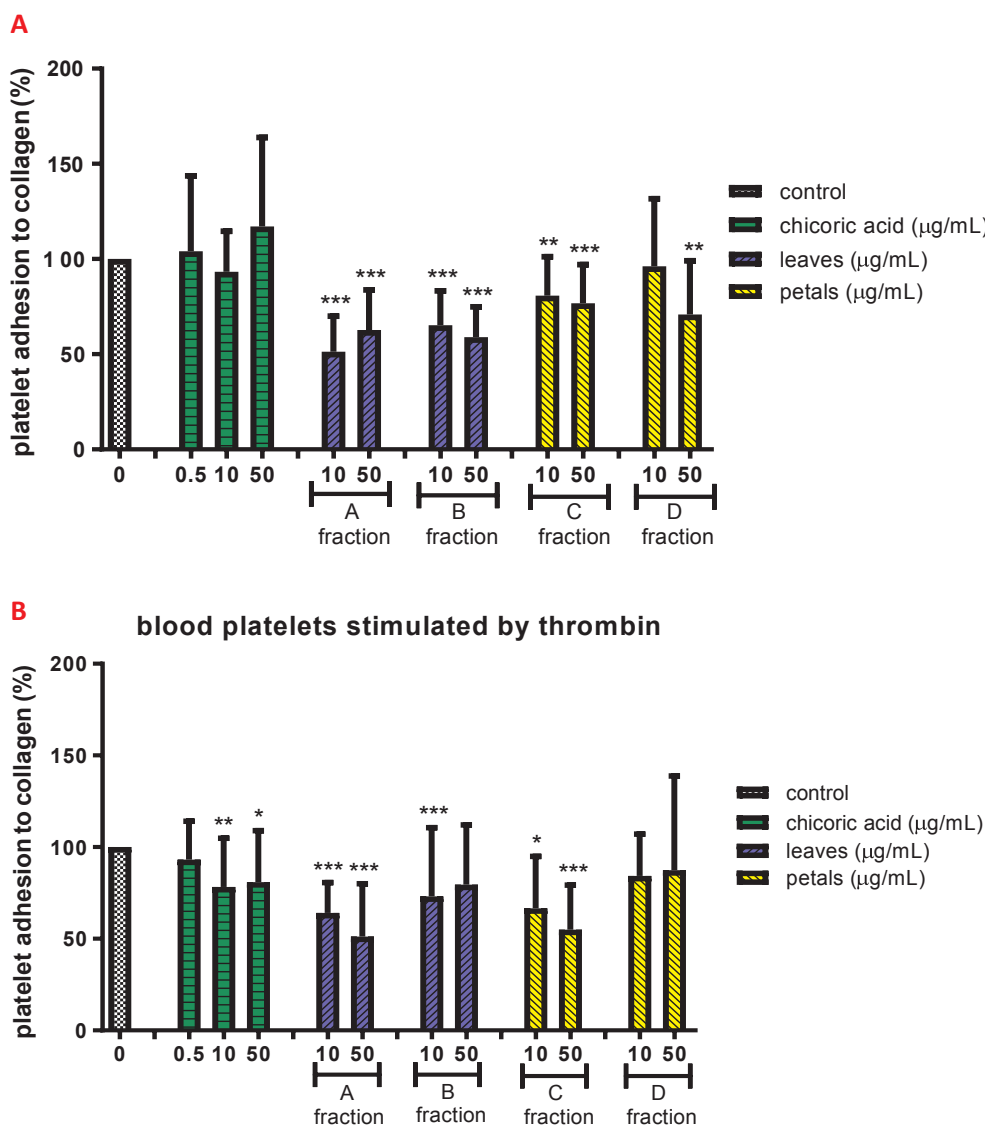 A
200
150
100
50
0
platelet adhesion to collagen (%)
** *** **
*** *** *** ***
control
chicoric acid (μg/mL)
leaves (μg/mL)
petals (μg/mL)
0 0.5 10 50 10 50 10 50 10 50 10 50
A B C D
fraction fraction fraction fraction
B
blood platelets stimulated by thrombin
200
150
100
50
0
platelet adhesion to collagen (%)
** * *** *** *** * ***
control
chicoric acid (μg/mL)
leaves (μg/mL)
petals (μg/mL)
0 0.5 10 50 10 50 10 50 10 50 10 50
A B C D
fraction fraction fraction fraction